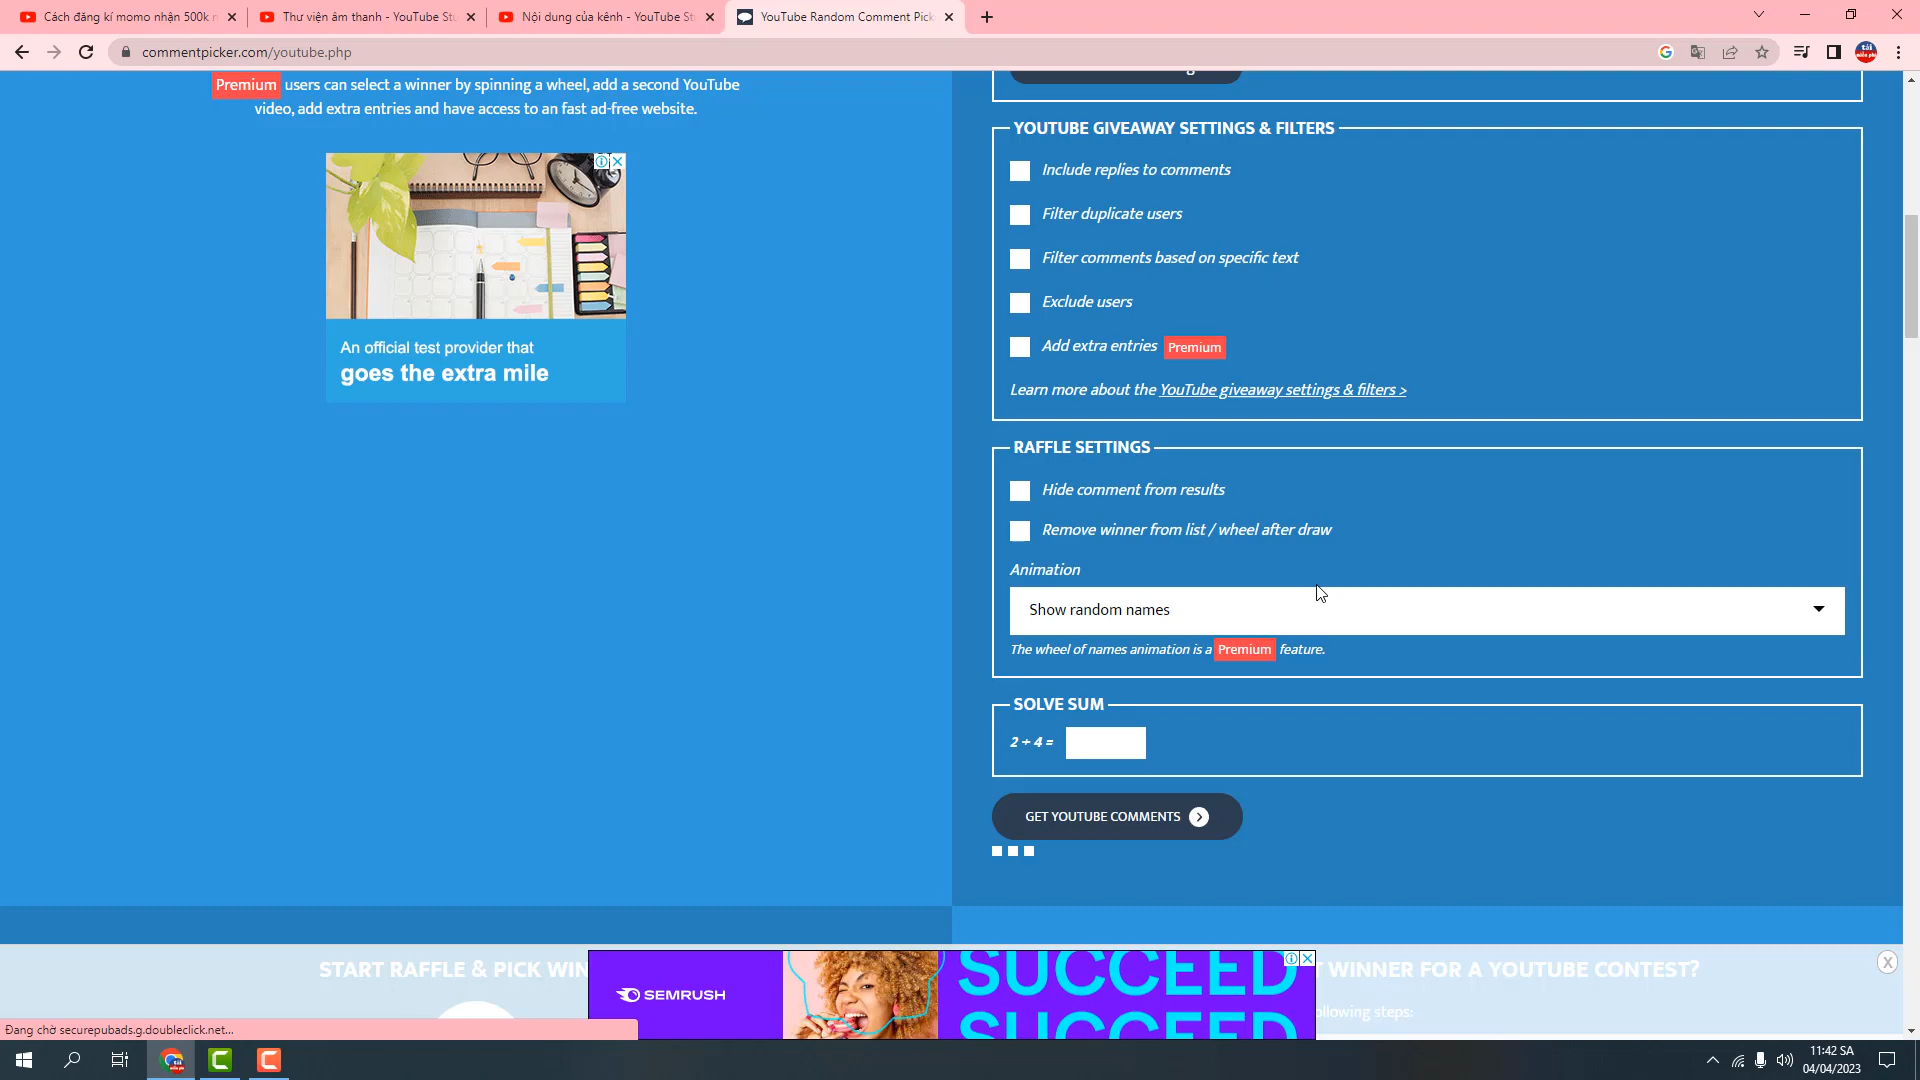 Cách đăng kí momo nhận 500k n
Thư viện âm thanh - YouTube Stu
Nội dung của kênh - YouTube St
YouTube Random Comment Pick
commentpicker.com/youtube.php
Premium users can select a winner by spinning a wheel, add a second YouTube
video, add extra entries and have access to an fast ad-free website.
An official test provider that
goes the extra mile
YOUTUBE GIVEAWAY SETTINGS & FILTERS
Include replies to comments
Filter duplicate users
Filter comments based on specific text
Exclude users
Add extra entries Premium
Learn more about the YouTube giveaway settings & filters >
RAFFLE SETTINGS
Hide comment from results
Remove winner from list / wheel after draw
Animation
Show random names
The wheel of names animation is a Premium feature.
SOLVE SUM
2 + 4 =
GET YOUTUBE COMMENTS
START RAFFLE & PICK WIN
T WINNER FOR A YOUTUBE CONTEST?
ollowing steps:
SEMRUSH
SUCCEED
SUCCEED
Đang chờ securepubads.g.doubleclick.net...
11:42 SA
04/04/2023